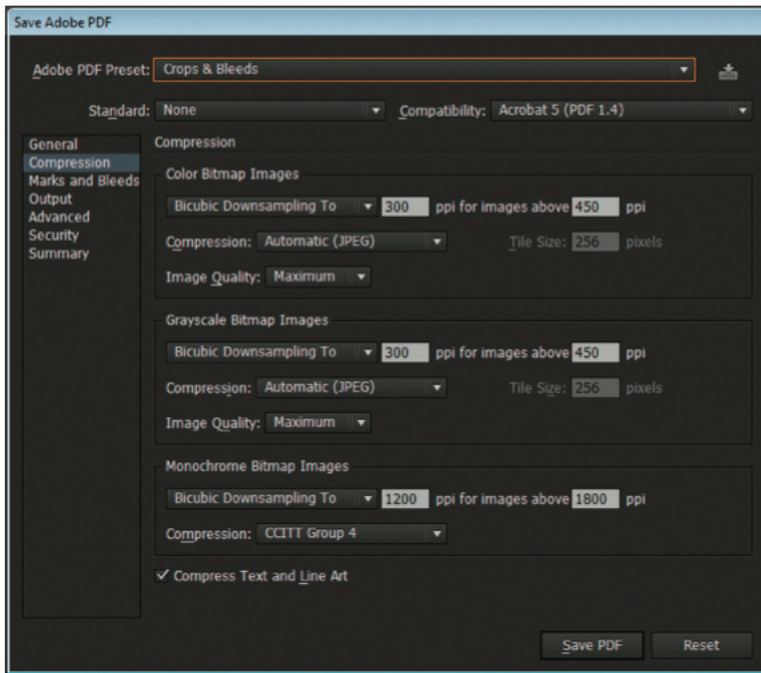 Save Adobe PDF
Adobe PDF Preset: Crops & Bleeds
Standard: None Compatibility: Acrobat 5 (PDF 1.4)
General
Compression
Marks and Bleeds
Output
Advanced
Security
Summary
Compression
Color Bitmap Images
Bicubic Downsampling To 300 ppi for images above 450 ppi
Compression: Automatic (JPEG) Tile Size: 256 pixels
Image Quality: Maximum
Grayscale Bitmap Images
Bicubic Downsampling To 300 ppi for images above 450 ppi
Compression: Automatic (JPEG) Tile Size: 256 pixels
Image Quality: Maximum
Monochrome Bitmap Images
Bicubic Downsampling To 1200 ppi for images above 1800 ppi
Compression: CCITT Group 4
Compress Text and Line Art
Save PDF Reset